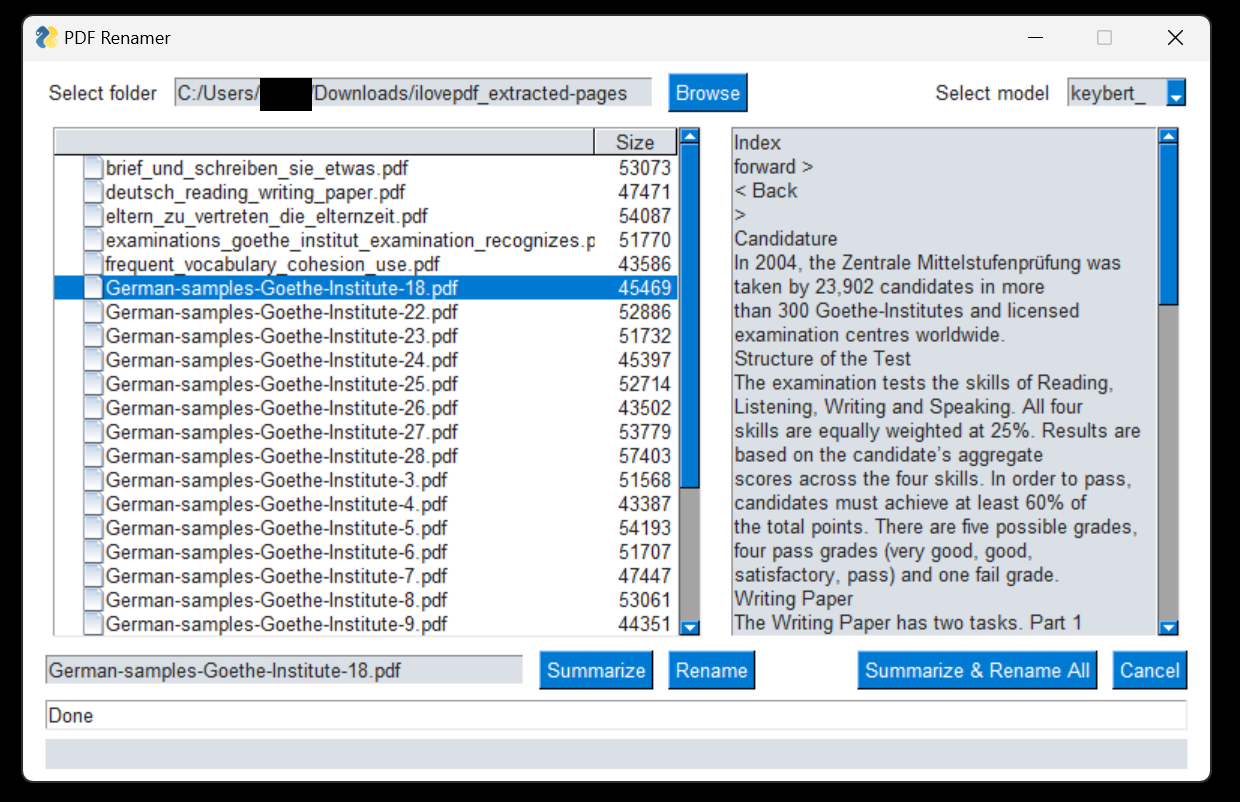 PDF Renamer
Select folder C:/Users/ /Downloads/ilovepdf_extracted-pages Browse Select model keybert_
Size
brief_und_schreiben_sie_etwas.pdf 53073
deutsch_reading_writing_paper.pdf 47471
eltern_zu_vertreten_die_elternzeit.pdf 54087
examinations_goethe_institut_examination_recognizes.p 51770
frequent_vocabulary_cohesion_use.pdf 43586
German-samples-Goethe-Institute-18.pdf 45469
German-samples-Goethe-Institute-22.pdf 52886
German-samples-Goethe-Institute-23.pdf 51732
German-samples-Goethe-Institute-24.pdf 45397
German-samples-Goethe-Institute-25.pdf 52714
German-samples-Goethe-Institute-26.pdf 43502
German-samples-Goethe-Institute-27.pdf 53779
German-samples-Goethe-Institute-28.pdf 57403
German-samples-Goethe-Institute-3.pdf 51568
German-samples-Goethe-Institute-4.pdf 43387
German-samples-Goethe-Institute-5.pdf 54193
German-samples-Goethe-Institute-6.pdf 51707
German-samples-Goethe-Institute-7.pdf 47447
German-samples-Goethe-Institute-8.pdf 53061
German-samples-Goethe-Institute-9.pdf 44351
Index
forward >
< Back
>
Candidature
In 2004, the Zentrale Mittelstufenprüfung was
taken by 23,902 candidates in more
than 300 Goethe-Institutes and licensed
examination centres worldwide.
Structure of the Test
The examination tests the skills of Reading,
Listening, Writing and Speaking. All four
skills are equally weighted at 25%. Results are
based on the candidate's aggregate
scores across the four skills. In order to pass,
candidates must achieve at least 60% of
the total points. There are five possible grades,
four pass grades (very good, good,
satisfactory, pass) and one fail grade.
Writing Paper
The Writing Paper has two tasks. Part 1
German-samples-Goethe-Institute-18.pdf Summarize Rename Summarize & Rename All Cancel
Done